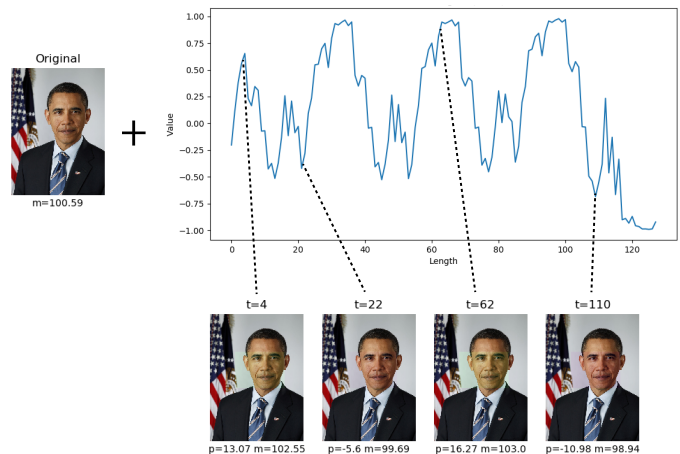 Original
m=100.59
+
Value
1.00
0.75
0.50
0.25
0.00
−0.25
−0.50
−0.75
−1.00
0 20 40 60 80 100 120
Length
t=4 t=22 t=62 t=110
p=13.07 m=102.55 p=-5.6 m=99.69 p=16.27 m=103.0 p=-10.98 m=98.94